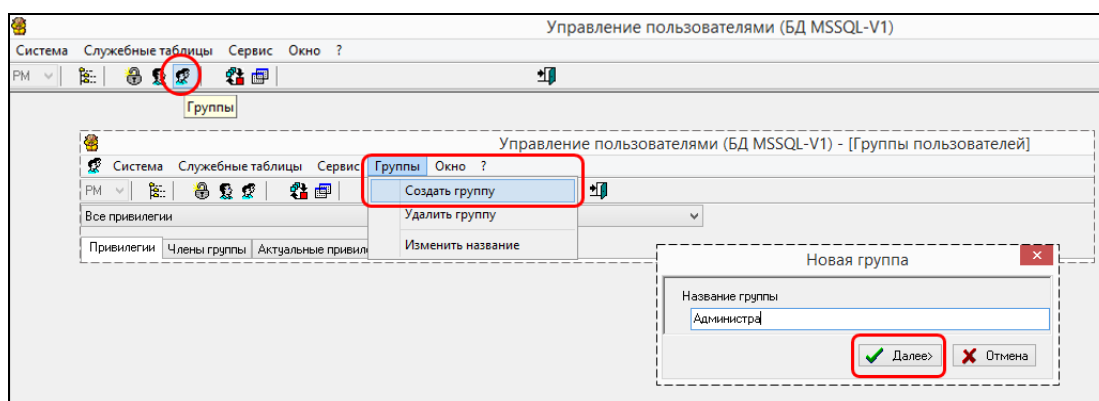 Управление пользователями (БД MSSQL-V1)
Система Служебные таблицы Сервис Окно ?
PM
Группы
Управление пользователями (БД MSSQL-V1) - [Группы пользователей]
Система Служебные таблицы Сервис Группы Окно ?
PM
Создать группу
Все привилегии
Удалить группу
Привилегии Члены группы Актуальные привил
Изменить название
Новая группа
Название группы
Администра
Далее> Отмена